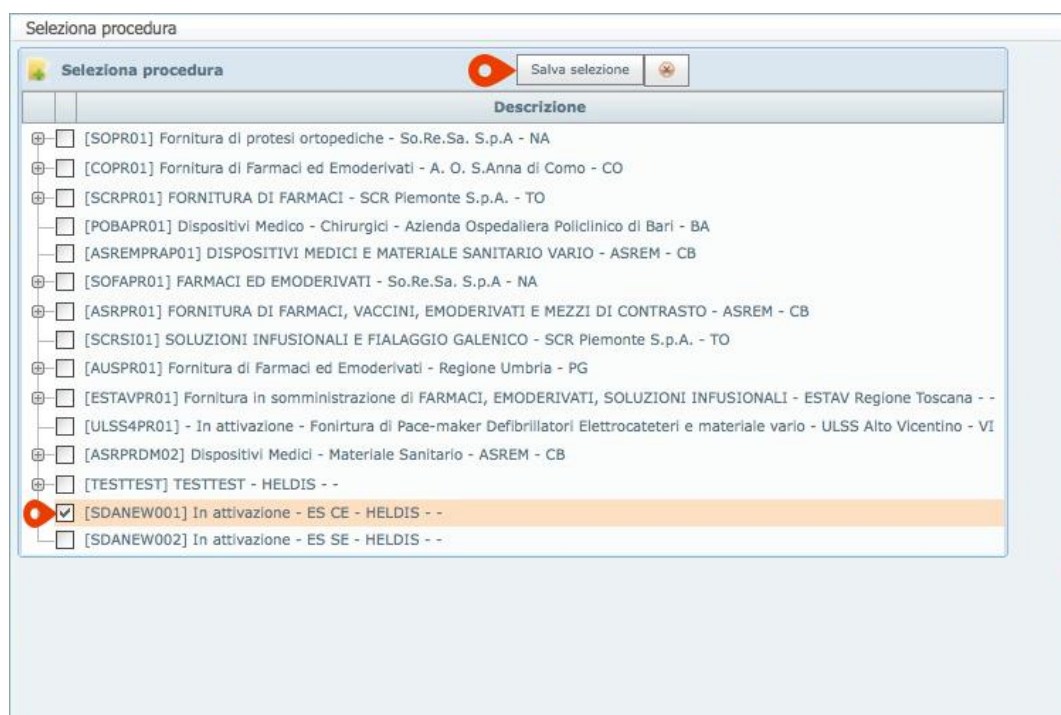 Seleziona procedura
Seleziona procedura
Salva selezione
Descrizione
[SOPR01] Fornitura di protesi ortopediche - So.Re.Sa. S.p.A - NA
[COPR01] Fornitura di Farmaci ed Emoderivati - A. O. S.Anna di Como - CO
[SCRPR01] FORNITURA DI FARMACI - SCR Piemonte S.p.A. - TO
[POBAPR01] Dispositivi Medico - Chirurgici - Azienda Ospedaliera Policlinico di Bari - BA
[ASREMPRAP01] DISPOSITIVI MEDICI E MATERIALE SANITARIO VARIO - ASREM - CB
[SOFAPR01] FARMACI ED EMODERIVATI - So.Re.Sa. S.p.A - NA
[ASRPR01] FORNITURA DI FARMACI, VACCINI, EMODERIVATI E MEZZI DI CONTRASTO - ASREM - CB
[SCRSI01] SOLUZIONI INFUSIONALI E FIALAGGIO GALENICO - SCR Piemonte S.p.A. - TO
[AUSPR01] Fornitura di Farmaci ed Emoderivati - Regione Umbria - PG
[ESTAVPR01] Fornitura in somministrazione di FARMACI, EMODERIVATI, SOLUZIONI INFUSIONALI - ESTAV Regione Toscana - -
[ULSS4PR01] - In attivazione - Fonirtura di Pace-maker Defibrillatori Elettrocateteri e materiale vario - ULSS Alto Vicentino - VI
[ASRPRDM02] Dispositivi Medici - Materiale Sanitario - ASREM - CB
[TESTTEST] TESTTEST - HELDIS - -
[SDANEW001] In attivazione - ES CE - HELDIS - -
[SDANEW002] In attivazione - ES SE - HELDIS - -